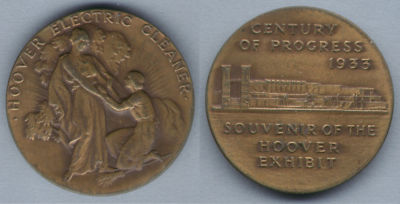 · HOOVER ELECTRIC CLEANER ·
CENTURY
OF PROGRESS
1933
SOUVENIR OF THE
HOOVER
EXHIBIT